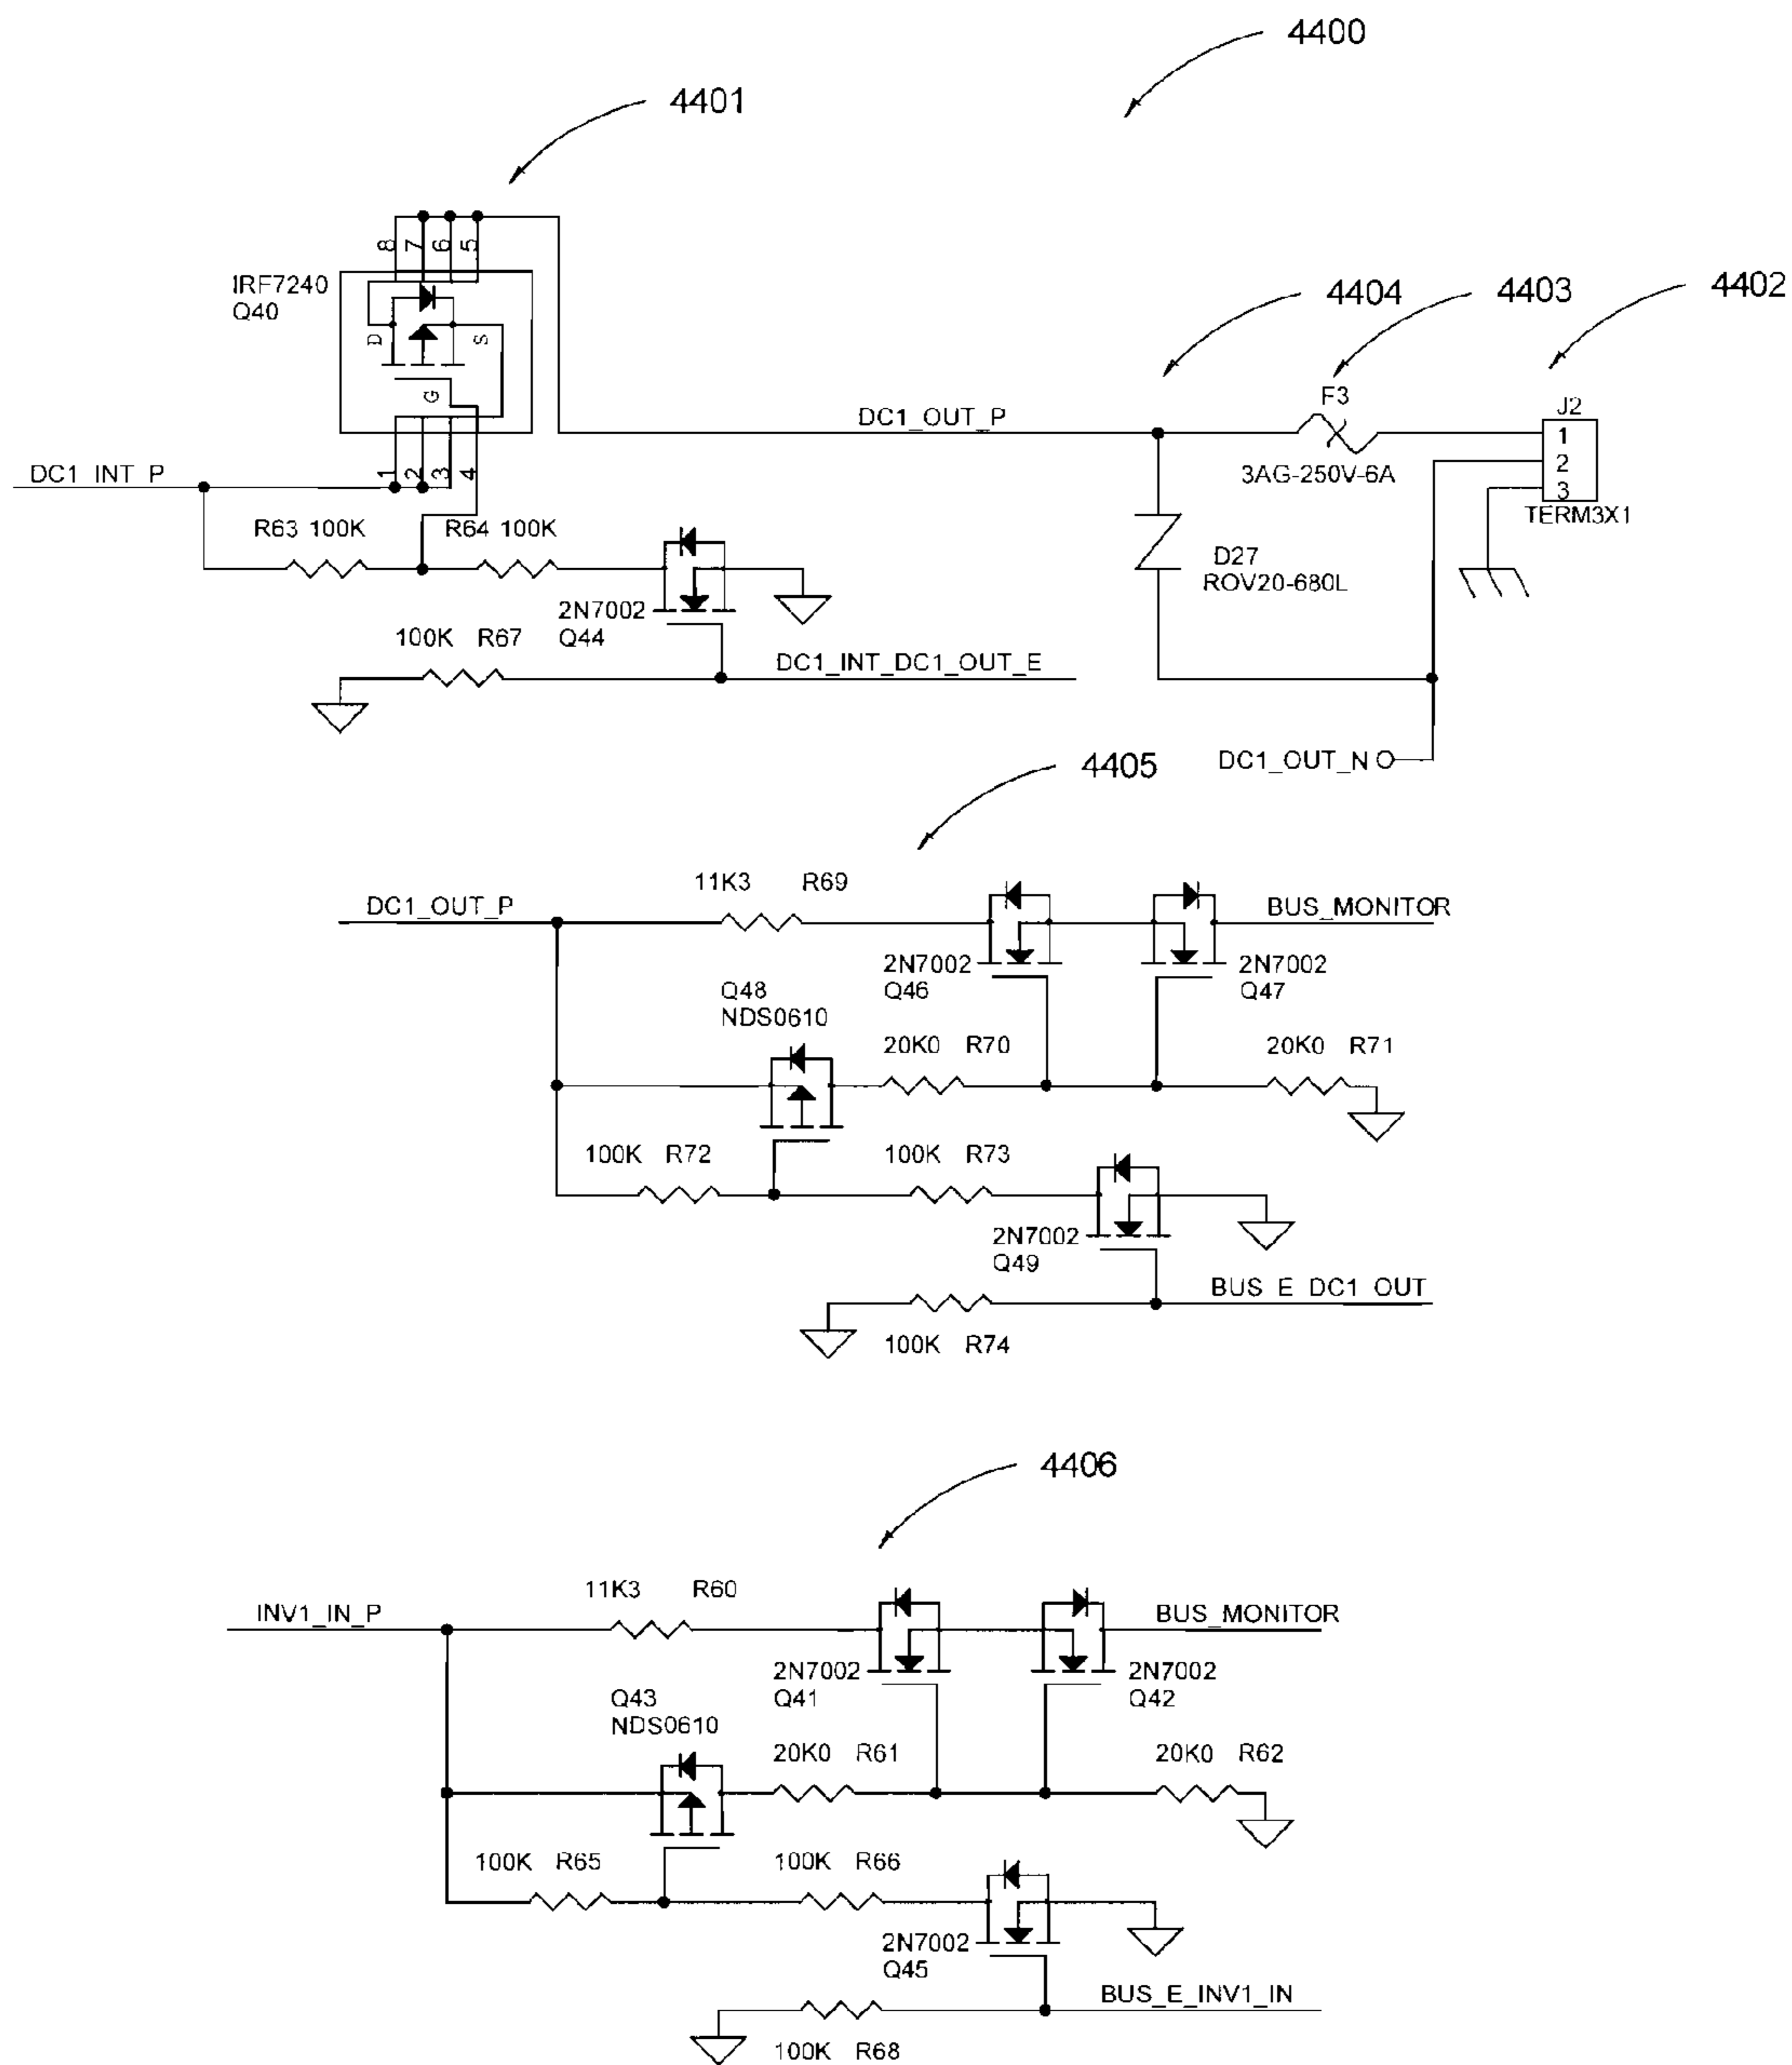 4400
4401
8 7 6 5
IRF7240
Q40
D S
G
1 2 3 4
DC1_INT_P
R63 100K R64 100K
2N7002
Q44
100K R67
DC1_INT_DC1_OUT_E
4404 4403 4402
DC1_OUT_P
F3
3AG-250V-6A
J2
1
2
3
TERM3X1
D27
ROV20-680L
DC1_OUT_N
4405
DC1_OUT_P
11K3 R69
BUS_MONITOR
2N7002
Q46
2N7002
Q47
Q48
NDS0610
20K0 R70
20K0 R71
100K R72
100K R73
2N7002
Q49
BUS_E_DC1_OUT
100K R74
4406
INV1_IN_P
11K3 R60
BUS_MONITOR
2N7002
Q41
2N7002
Q42
Q43
NDS0610
20K0 R61
20K0 R62
100K R65
100K R66
2N7002
Q45
BUS_E_INV1_IN
100K R68